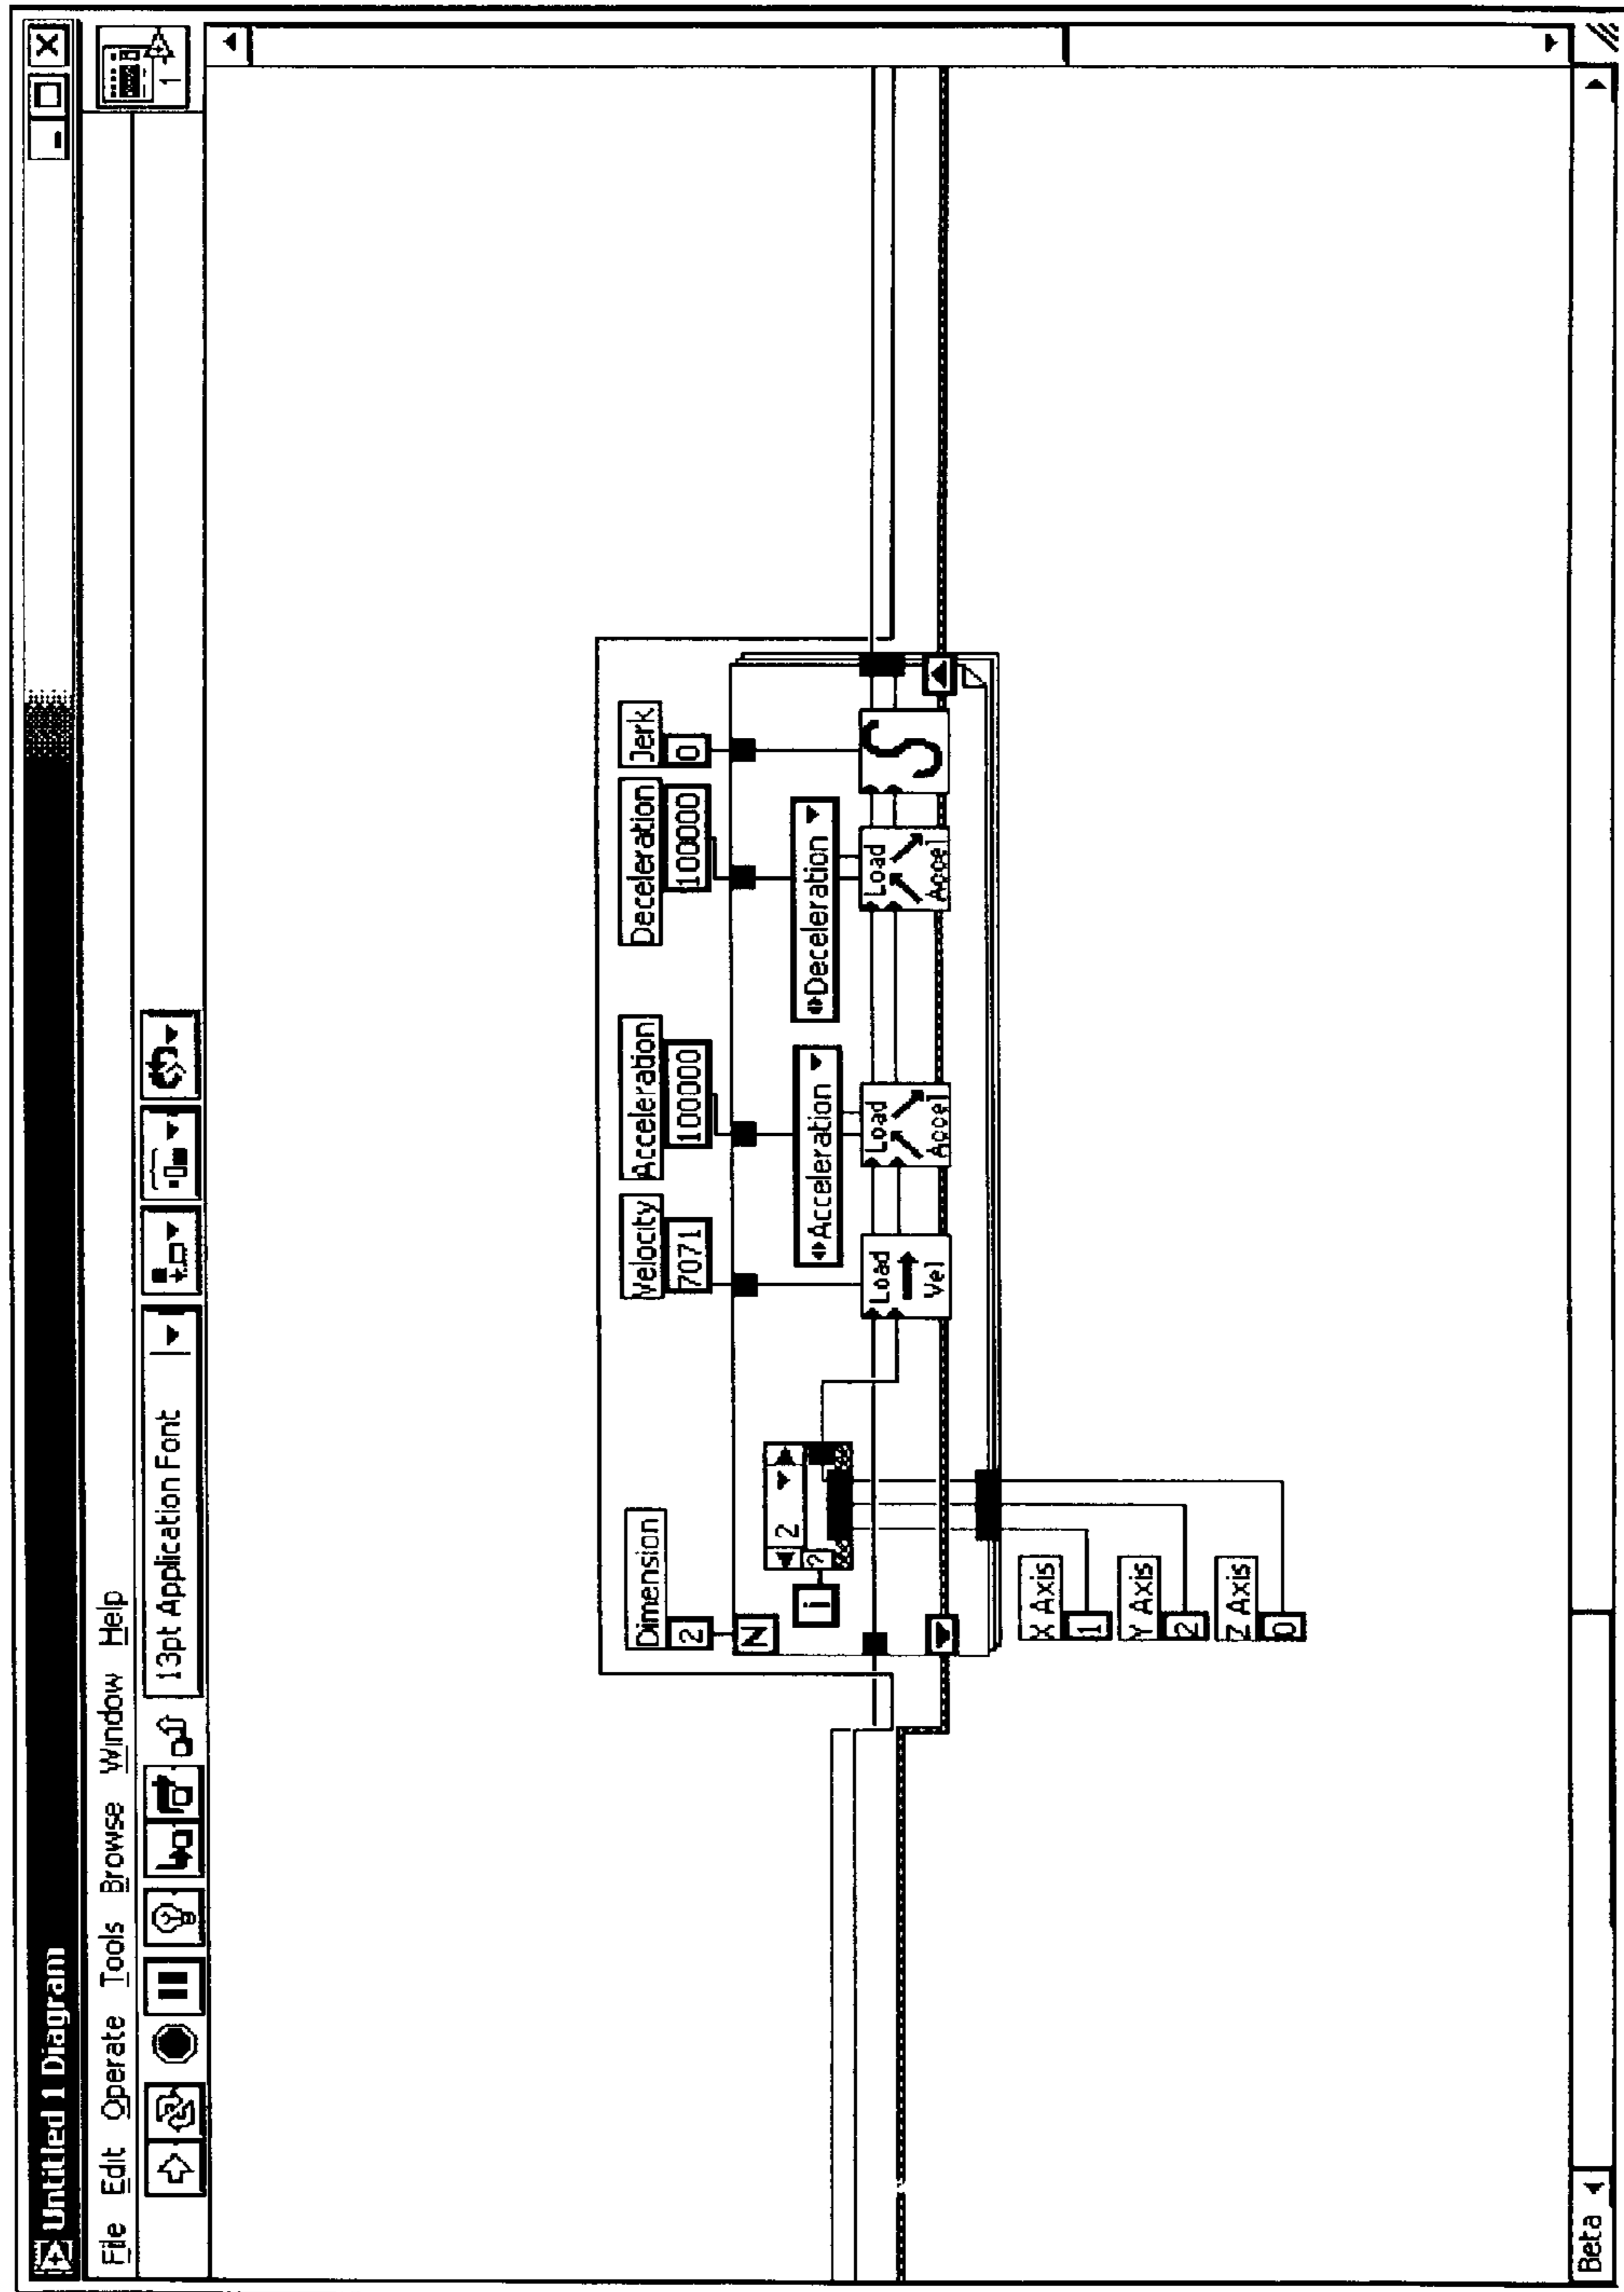 Untitled 1 Diagram
File Edit Operate Tools Browse Window Help
13pt Application Font
1
Dimension
2
Velocity
7071
Acceleration
100000
Deceleration
100000
Jerk
0
N
2
?
i
Acceleration
Deceleration
Load
Vel
Load
Accel
Load
Accel
S
X Axis
1
Y Axis
2
Z Axis
0
Beta